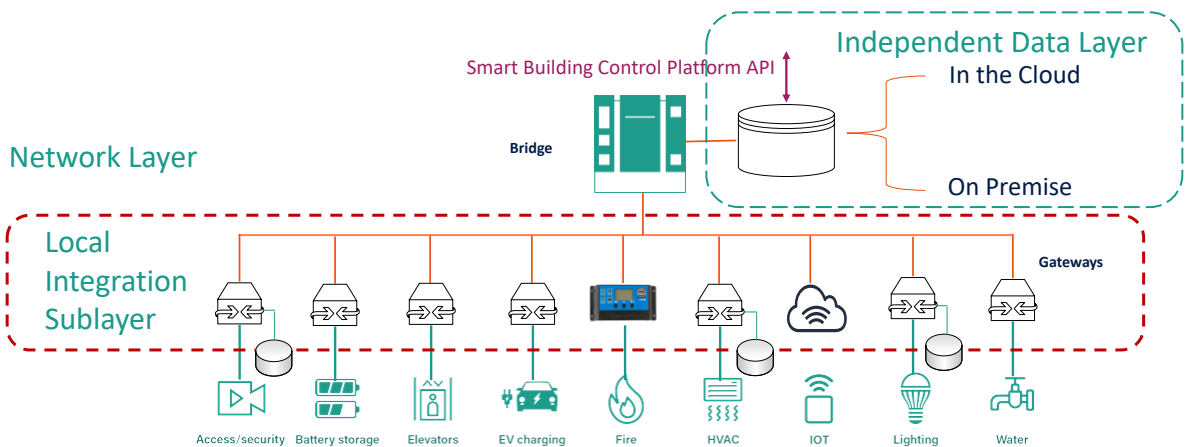 Independent Data Layer
Smart Building Control Platform API
In the Cloud
Bridge
Network Layer
On Premise
Local
Integration
Sublayer
Gateways
Access/security
Battery storage
Elevators
EV charging
Fire
HVAC
IOT
Lighting
Water